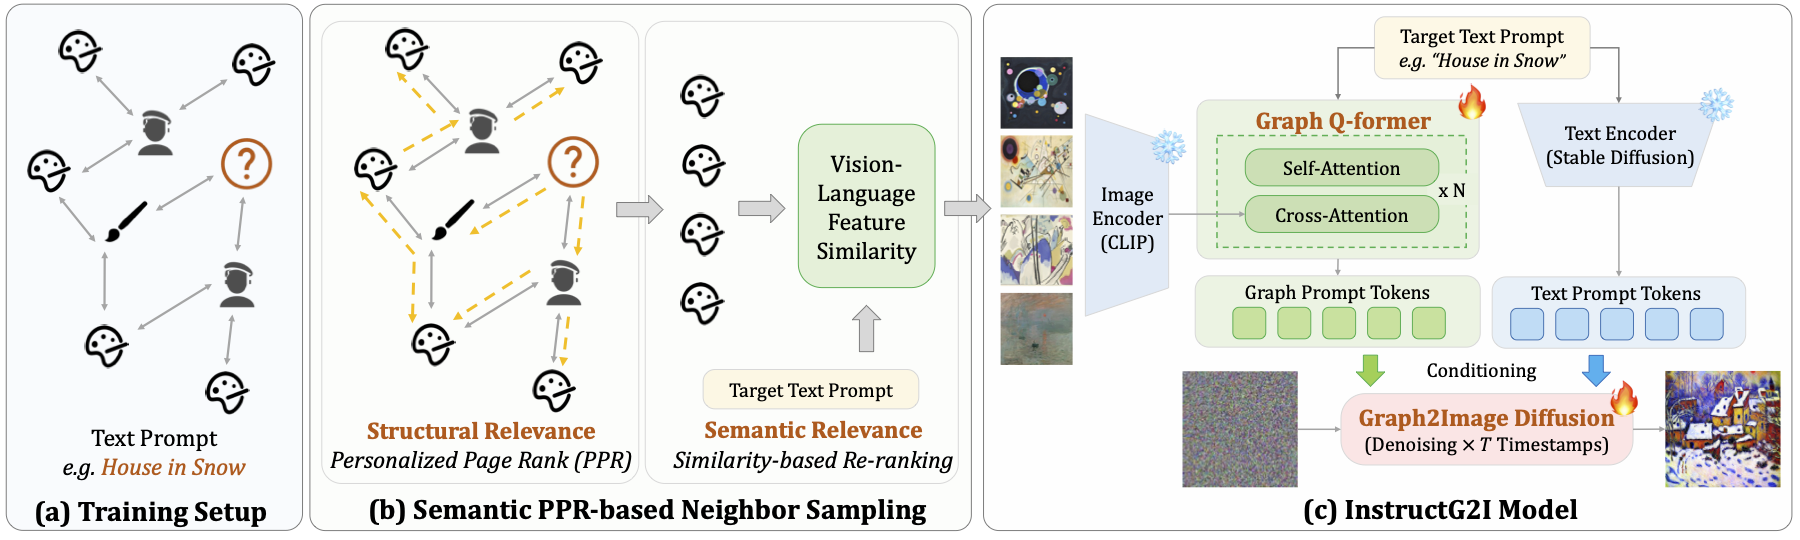 ?
Text Prompt
e.g. House in Snow
(a) Training Setup
?
Structural Relevance
Personalized Page Rank (PPR)
Vision-
Language
Feature
Similarity
Target Text Prompt
Semantic Relevance
Similarity-based Re-ranking
(b) Semantic PPR-based Neighbor Sampling
Target Text Prompt
e.g. “House in Snow”
Image
Encoder
(CLIP)
Graph Q-former
Self-Attention
Cross-Attention
x N
Text Encoder
(Stable Diffusion)
Graph Prompt Tokens
Text Prompt Tokens
Conditioning
Graph2Image Diffusion
(Denoising × T Timestamps)
(c) InstructG2I Model